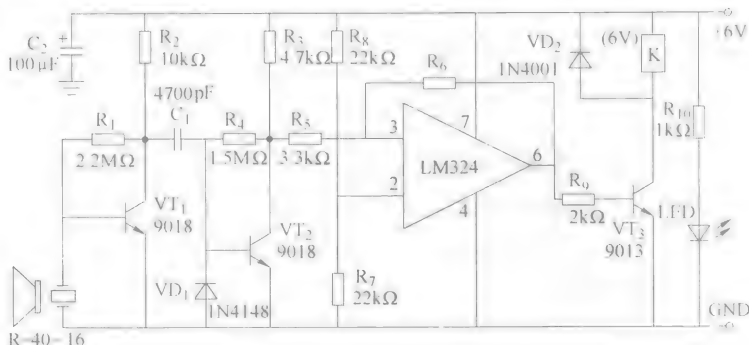 C₂
100μF
R₂
10kΩ
4700pF
C₁
R₁
2.2MΩ
VT₁
9018
R-40-16
R₃
4.7kΩ
R₄
1.5MΩ
R₅
3.3kΩ
VT₂
9018
VD₁
1N4148
R₈
22kΩ
R₆
3
2
7
LM324
6
4
R₇
22kΩ
VD₂
1N4001
(6V)
K
R₉
2kΩ
VT₃
9013
+6V
R₁₀
1kΩ
LED
GND